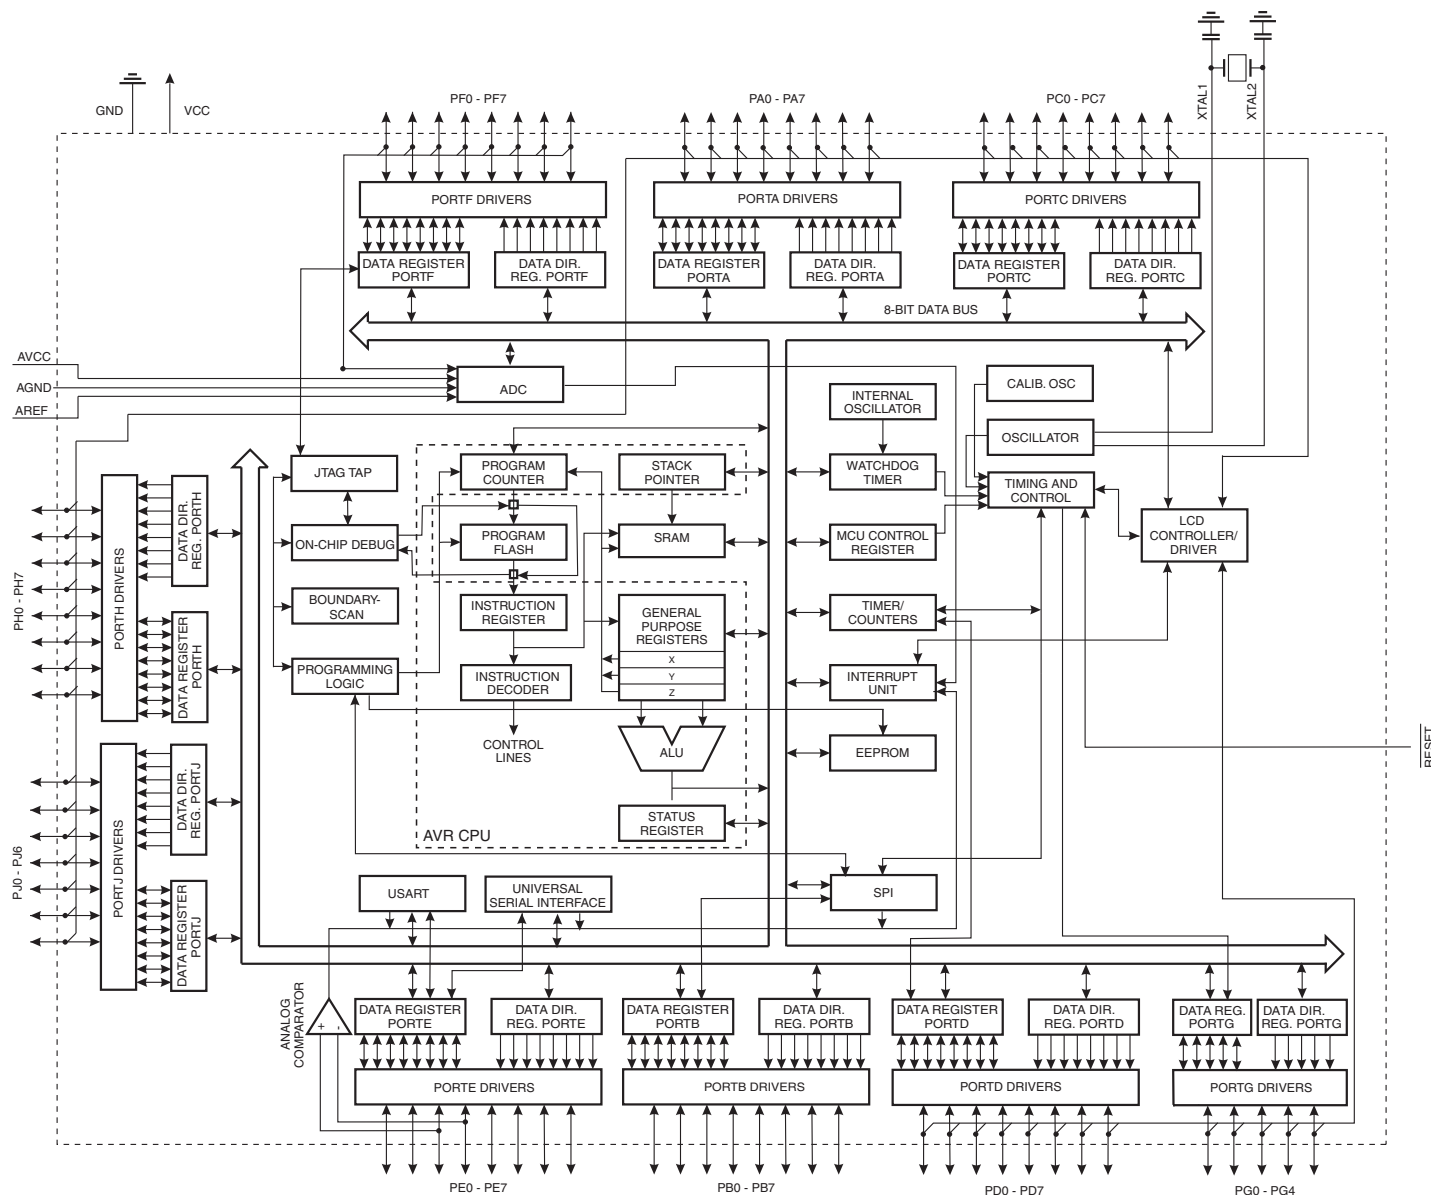 XTAL1
XTAL2
GND
VCC
PF0 - PF7
PA0 - PA7
PC0 - PC7
PORTF DRIVERS
PORTA DRIVERS
PORTC DRIVERS
DATA REGISTER
PORTF
DATA DIR.
REG. PORTF
DATA REGISTER
PORTA
DATA DIR.
REG. PORTA
DATA REGISTER
PORTC
DATA DIR.
REG. PORTC
8-BIT DATA BUS
AVCC
AGND
AREF
ADC
CALIB. OSC
INTERNAL
OSCILLATOR
OSCILLATOR
JTAG TAP
PROGRAM
COUNTER
STACK
POINTER
WATCHDOG
TIMER
TIMING AND
CONTROL
ON-CHIP DEBUG
PROGRAM
FLASH
SRAM
MCU CONTROL
REGISTER
LCD
CONTROLLER/
DRIVER
BOUNDARY-
SCAN
INSTRUCTION
REGISTER
GENERAL
PURPOSE
REGISTERS
X
Y
Z
TIMER/
COUNTERS
PROGRAMMING
LOGIC
INSTRUCTION
DECODER
INTERRUPT
UNIT
CONTROL
LINES
ALU
EEPROM
RESET
STATUS
REGISTER
AVR CPU
PH0 - PH7
PORTH DRIVERS
DATA DIR.
REG. PORTH
DATA REGISTER
PORTH
PJ0 - PJ6
PORTJ DRIVERS
DATA DIR.
REG. PORTJ
DATA REGISTER
PORTJ
USART
UNIVERSAL
SERIAL INTERFACE
SPI
ANALOG
COMPARATOR
+
-
DATA REGISTER
PORTE
DATA DIR.
REG. PORTE
DATA REGISTER
PORTB
DATA DIR.
REG. PORTB
DATA REGISTER
PORTD
DATA DIR.
REG. PORTD
DATA REG.
PORTG
DATA DIR.
REG. PORTG
PORTE DRIVERS
PORTB DRIVERS
PORTD DRIVERS
PORTG DRIVERS
PE0 - PE7
PB0 - PB7
PD0 - PD7
PG0 - PG4